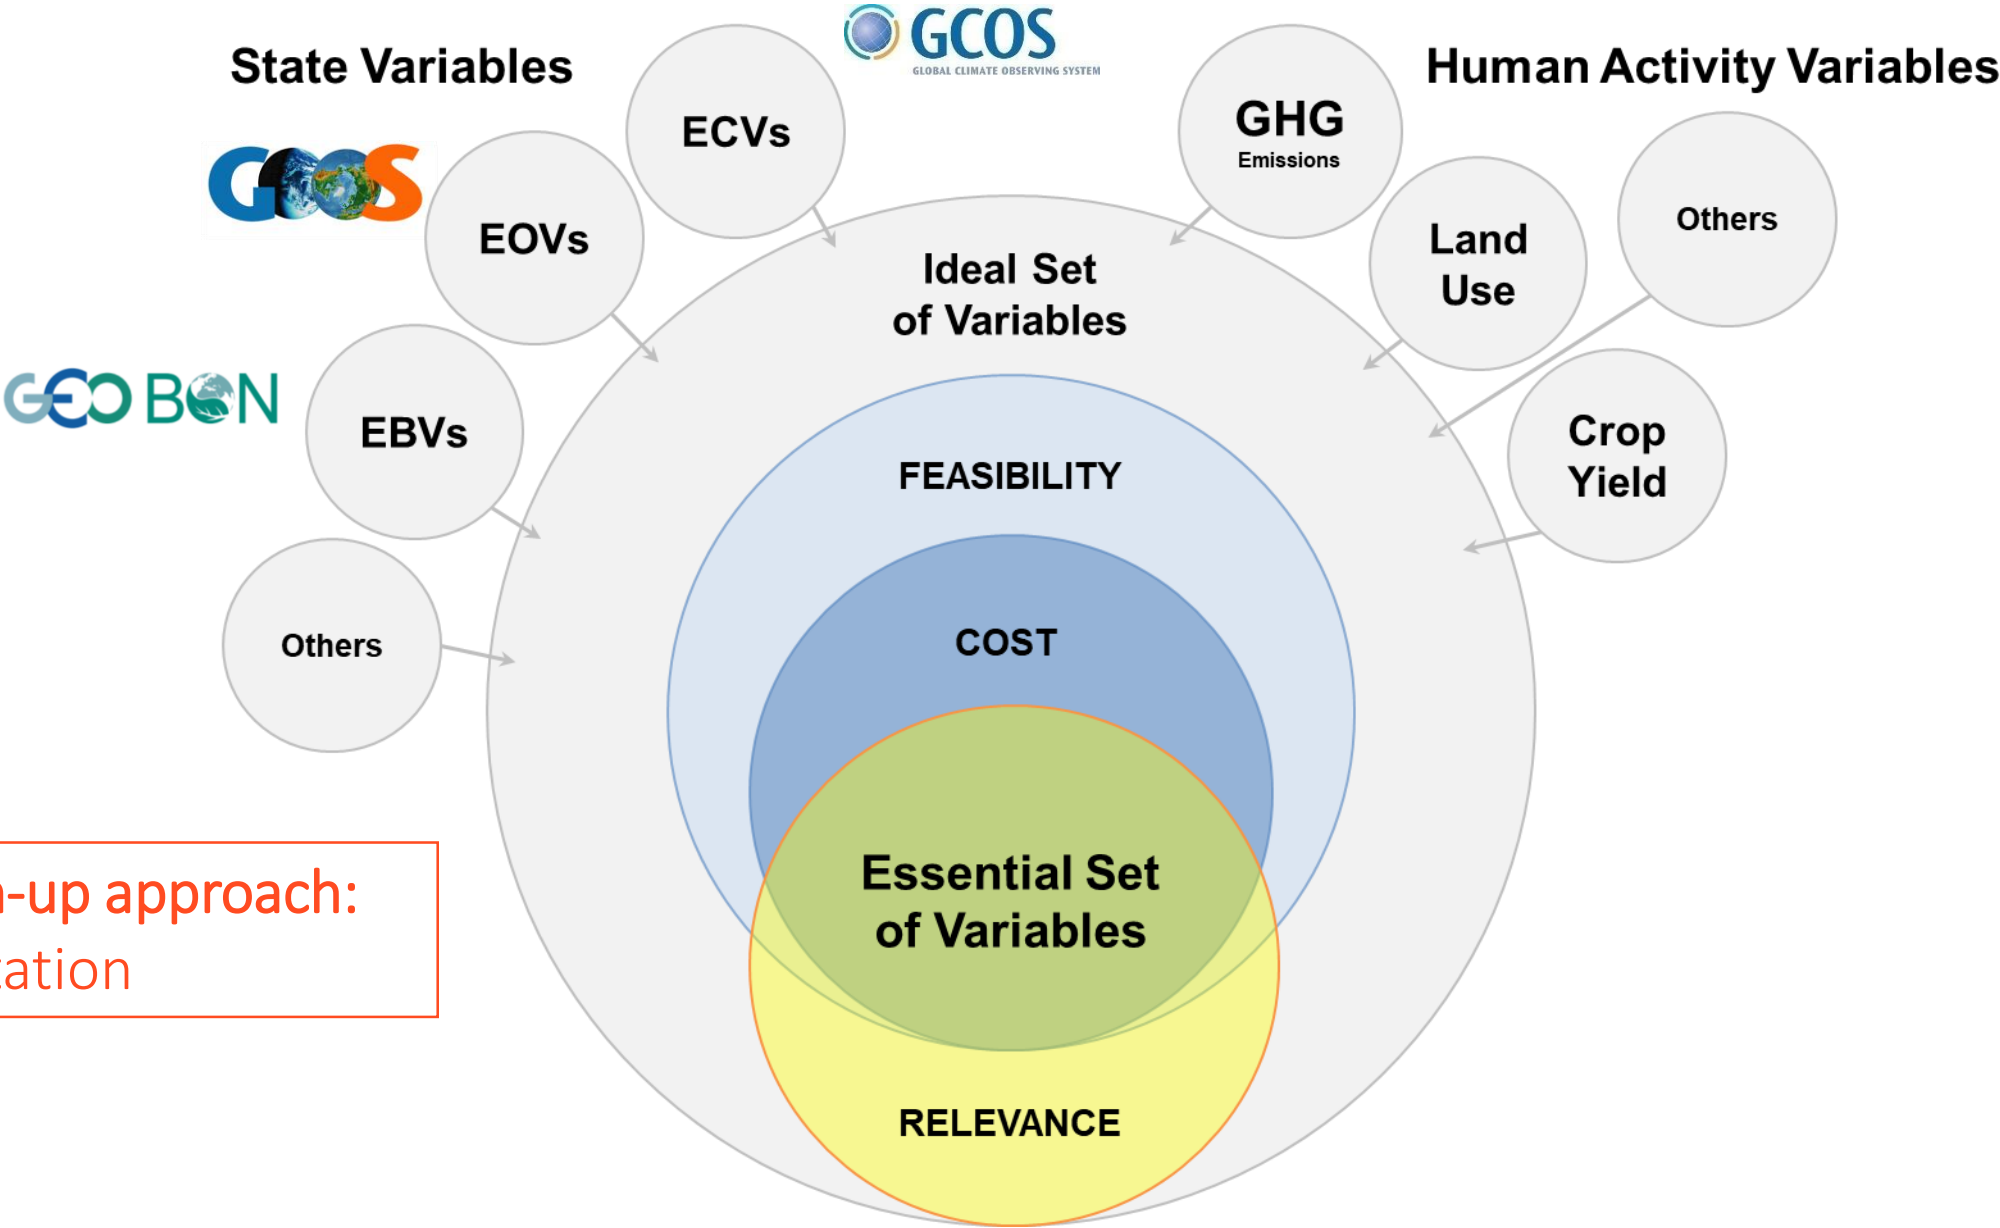 GCOS
GLOBAL CLIMATE OBSERVING SYSTEM
State Variables
Human Activity Variables
ECVs
GHG
Emissions
GOOS
EOVs
Land
Use
Others
Ideal Set
of Variables
GEO BON
EBVs
Crop
Yield
FEASIBILITY
Others
COST
Essential Set
of Variables
-up approach:
RELEVANCE